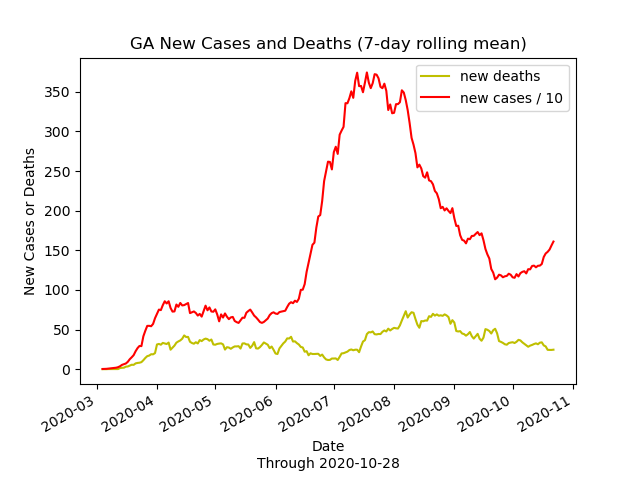 GA New Cases and Deaths (7-day rolling mean)
new deaths
new cases / 10
350
300
250
200
150
100
50
0
New Cases or Deaths
2020-03
2020-04
2020-05
2020-06
2020-07
2020-08
2020-09
2020-10
2020-11
Date
Through 2020-10-28